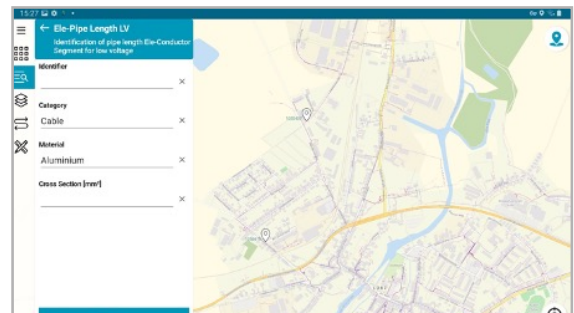 15:27
Ele-Pipe Length LV
Identification of pipe length Ele-Conductor
Segment for low voltage
Identifier
Category
Cable
Material
Aluminium
Cross Section [mm²]